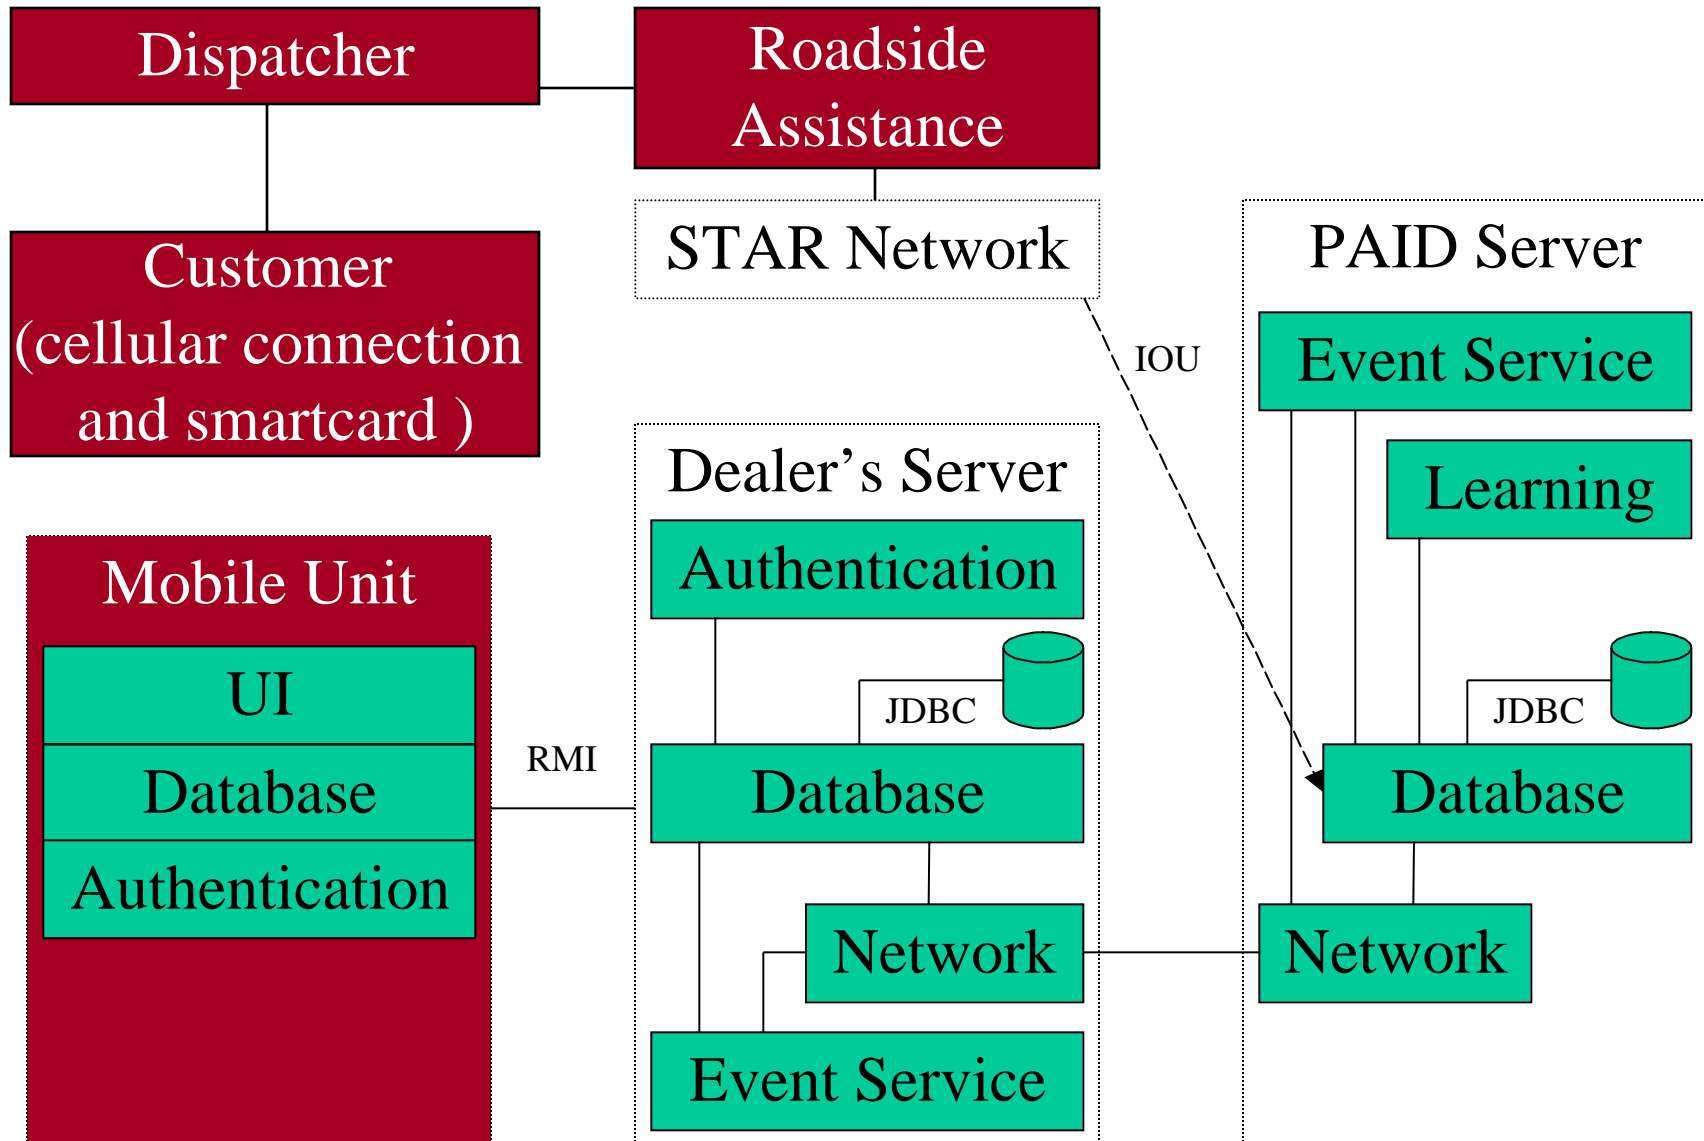 Dispatcher
Roadside
Assistance
Customer
(cellular connection
and smartcard )
STAR Network
PAID Server
IOU
Event Service
Learning
JDBC
Database
Network
Dealer’s Server
Authentication
JDBC
Database
Network
Event Service
RMI
Mobile Unit
UI
Database
Authentication